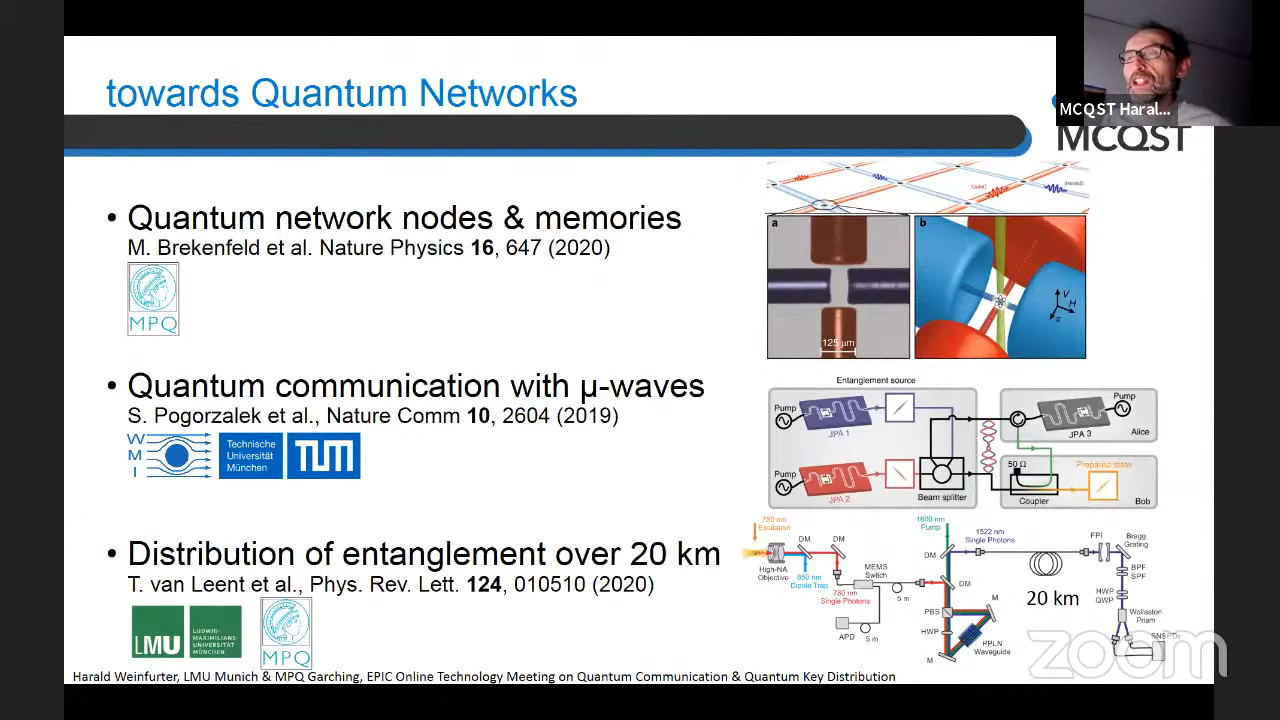 towards Quantum Networks
MCQST Haral...
MCQST
• Quantum network nodes & memories
M. Brekenfeld et al. Nature Physics 16, 647 (2020)
MPQ
a
b
125 μm
V
H
π
• Quantum communication with μ-waves
S. Pogorzalek et al., Nature Comm 10, 2604 (2019)
W
M
I
Technische
Universität
München
TUM
Entanglement source
Pump
JPA 1
Pump
JPA 2
Beam splitter
Pump
JPA 3
Alice
50 Ω
Prepared state
Coupler
Bob
• Distribution of entanglement over 20 km
T. van Leent et al., Phys. Rev. Lett. 124, 010510 (2020)
LMU
LUDWIG-
MAXIMILIANS-
UNIVERSITÄT
MÜNCHEN
MPQ
780 nm
Excitation
High-NA
Objective
DM
DM
850 nm
Dipole Trap
780 nm
Single Photons
MEMS
Switch
5 m
APD
5 m
1600 nm
Pump
1522 nm
Single Photons
DM
DM
PBS
HWP
M
M
PPLN
Waveguide
20 km
FPI
Bragg
Grating
BPF
SPF
HWP
QWP
Wollaston
Prism
SNSPDs
zoom
Harald Weinfurter, LMU Munich & MPQ Garching, EPIC Online Technology Meeting on Quantum Communication & Quantum Key Distribution